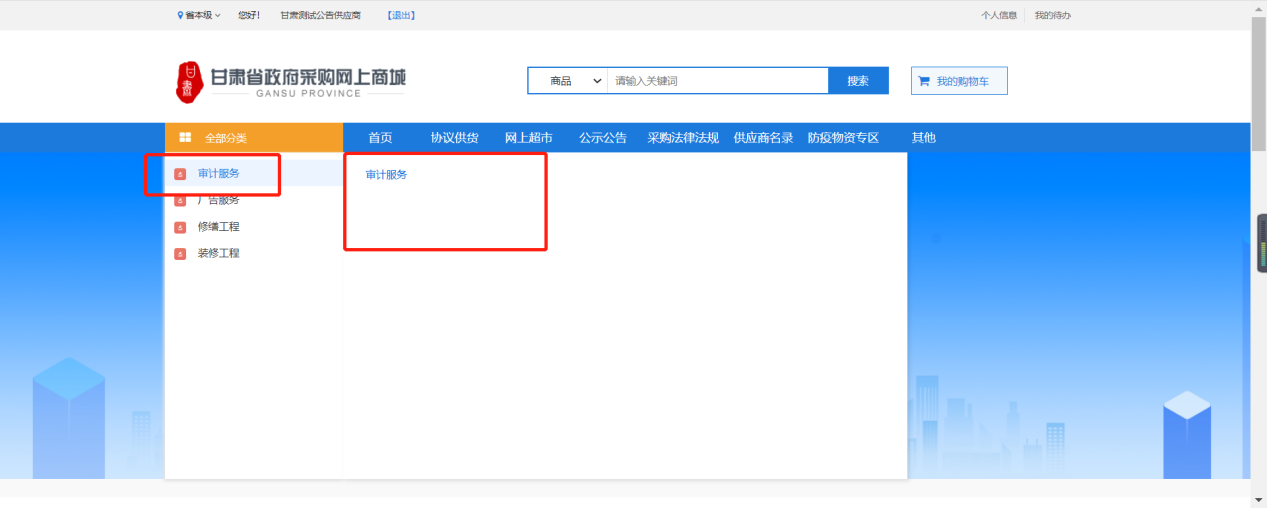 省本级 您好！ 甘肃测试公告供应商 【退出】 个人信息 我的待办
甘肃省政府采购网上商城
GANSU PROVINCE
商品 请输入关键词 搜索 我的购物车
全部分类 首页 协议供货 网上超市 公示公告 采购法律法规 供应商名录 防疫物资专区 其他
审计服务 审计服务
广告服务
修缮工程
装修工程